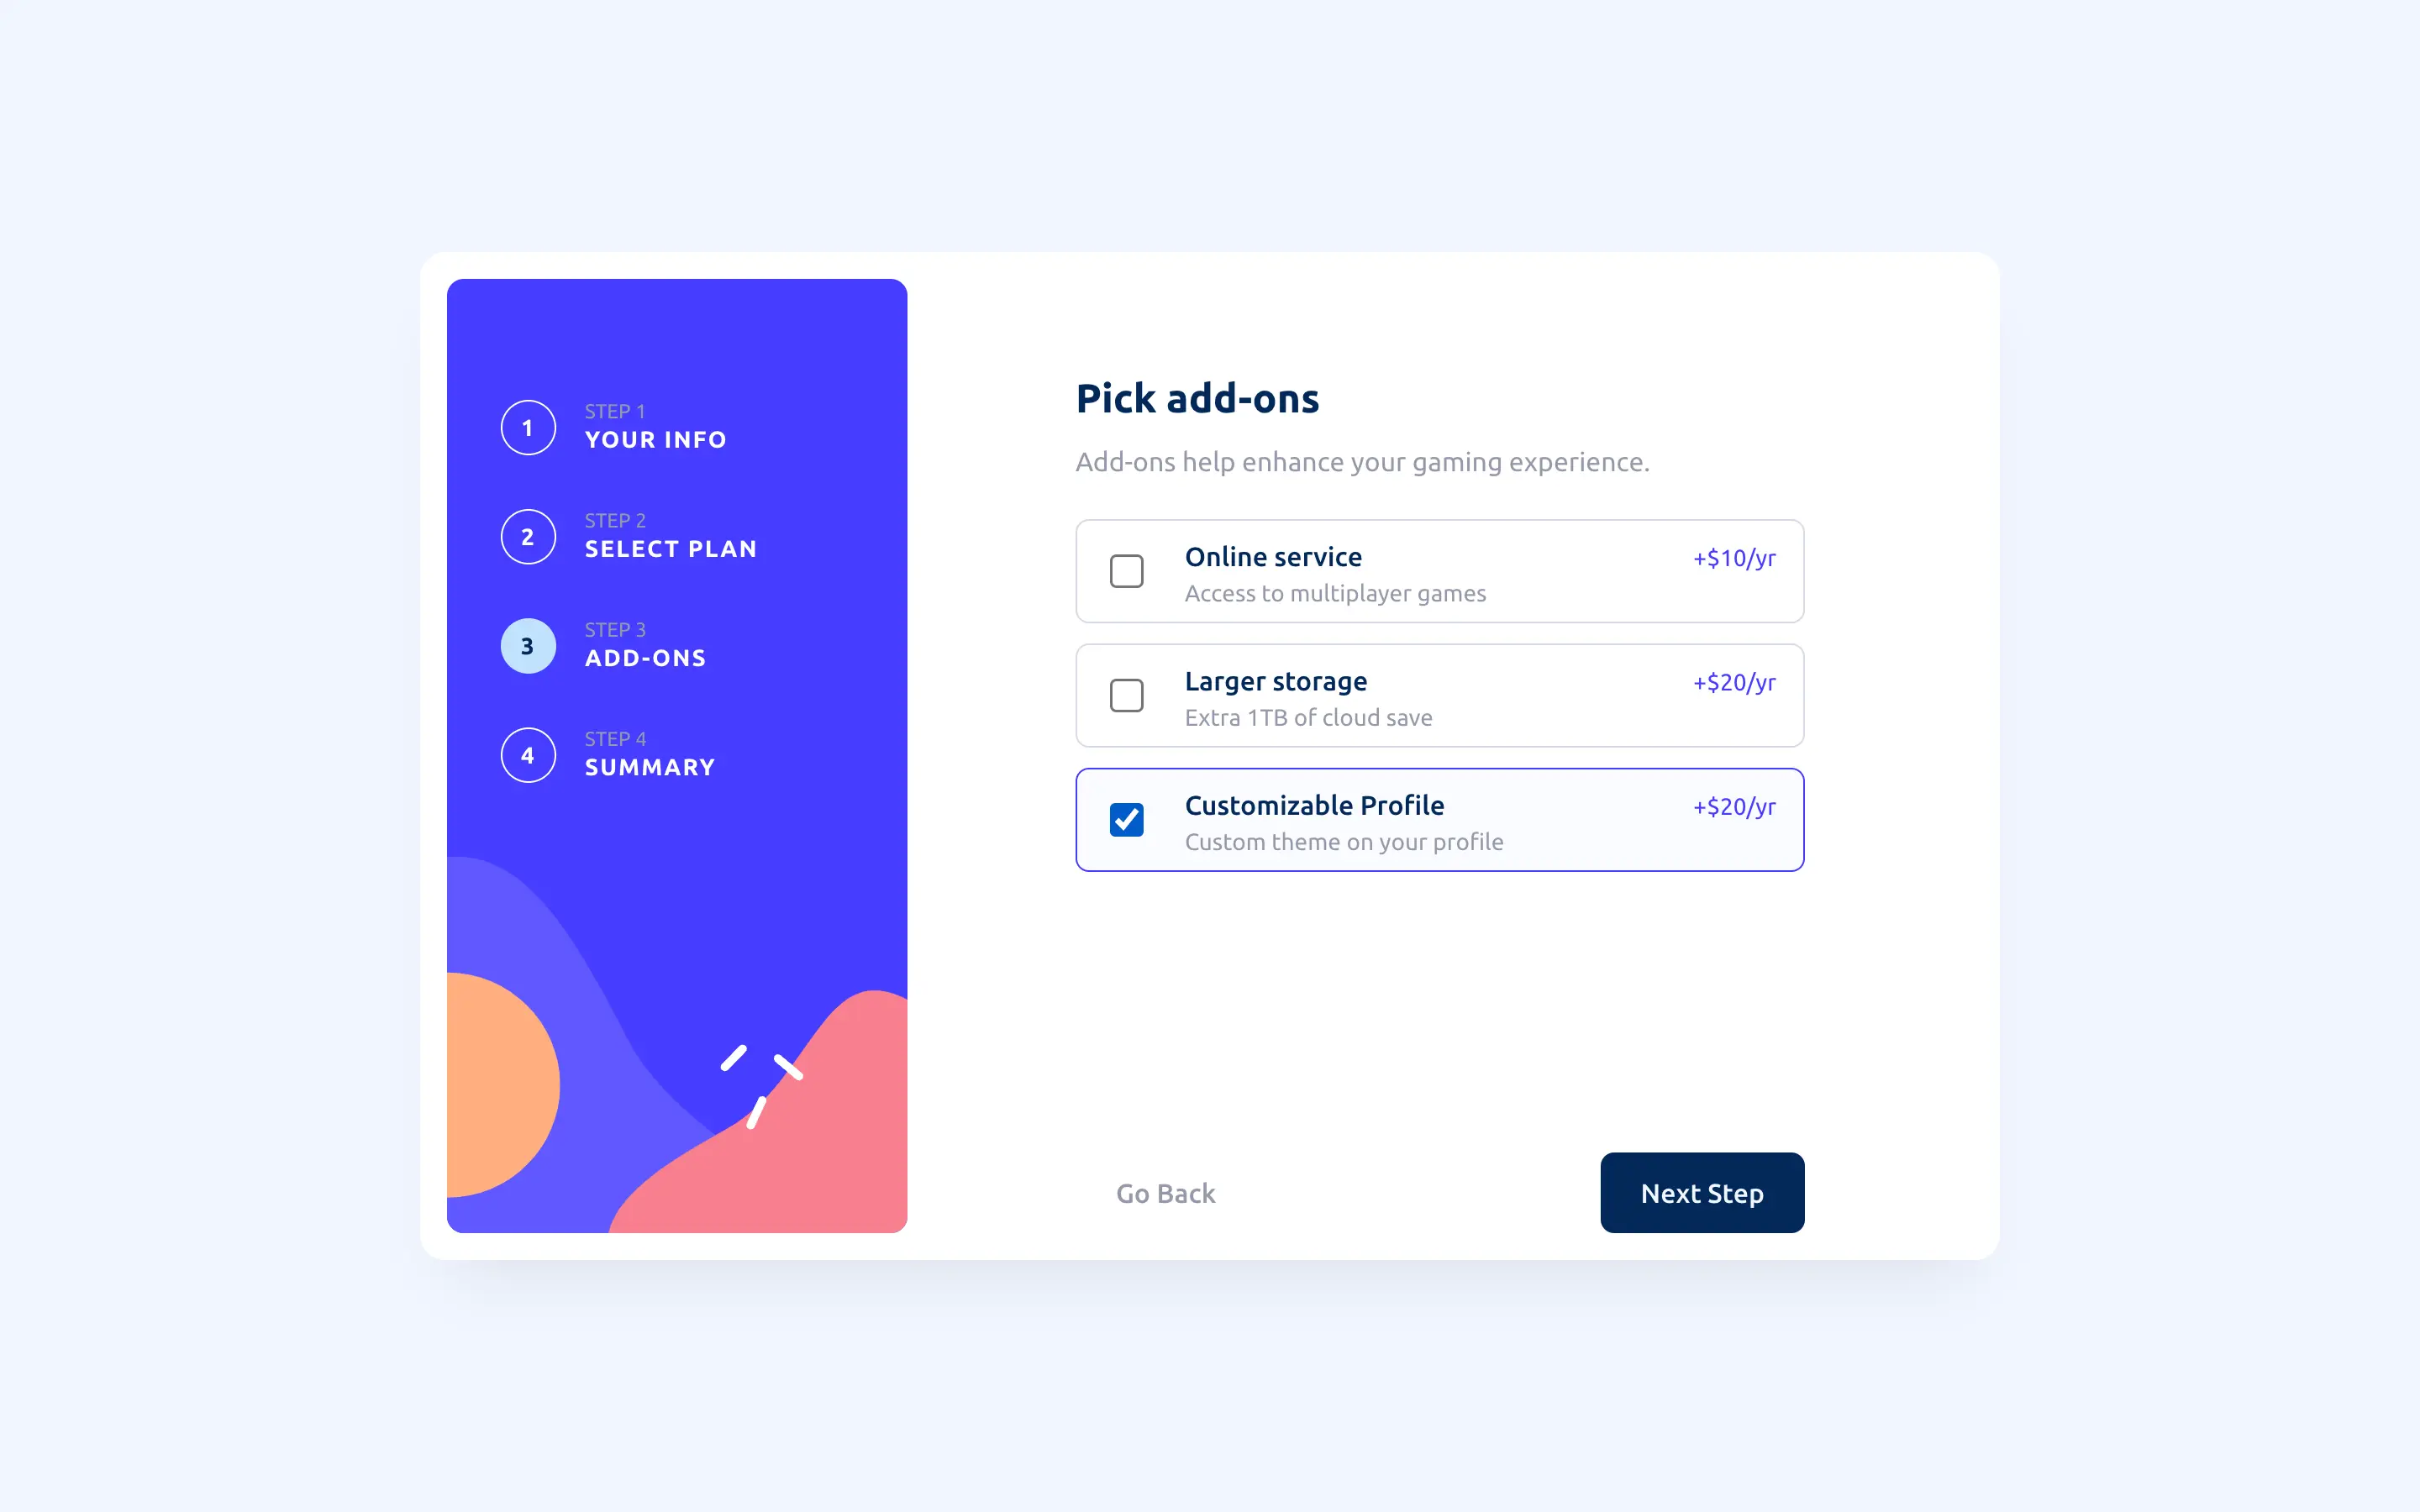 1
STEP 1
YOUR INFO
2
STEP 2
SELECT PLAN
3
STEP 3
ADD-ONS
4
STEP 4
SUMMARY
Pick add-ons
Add-ons help enhance your gaming experience.
Online service
+$10/yr
Access to multiplayer games
Larger storage
+$20/yr
Extra 1TB of cloud save
Customizable Profile
+$20/yr
Custom theme on your profile
Go Back
Next Step